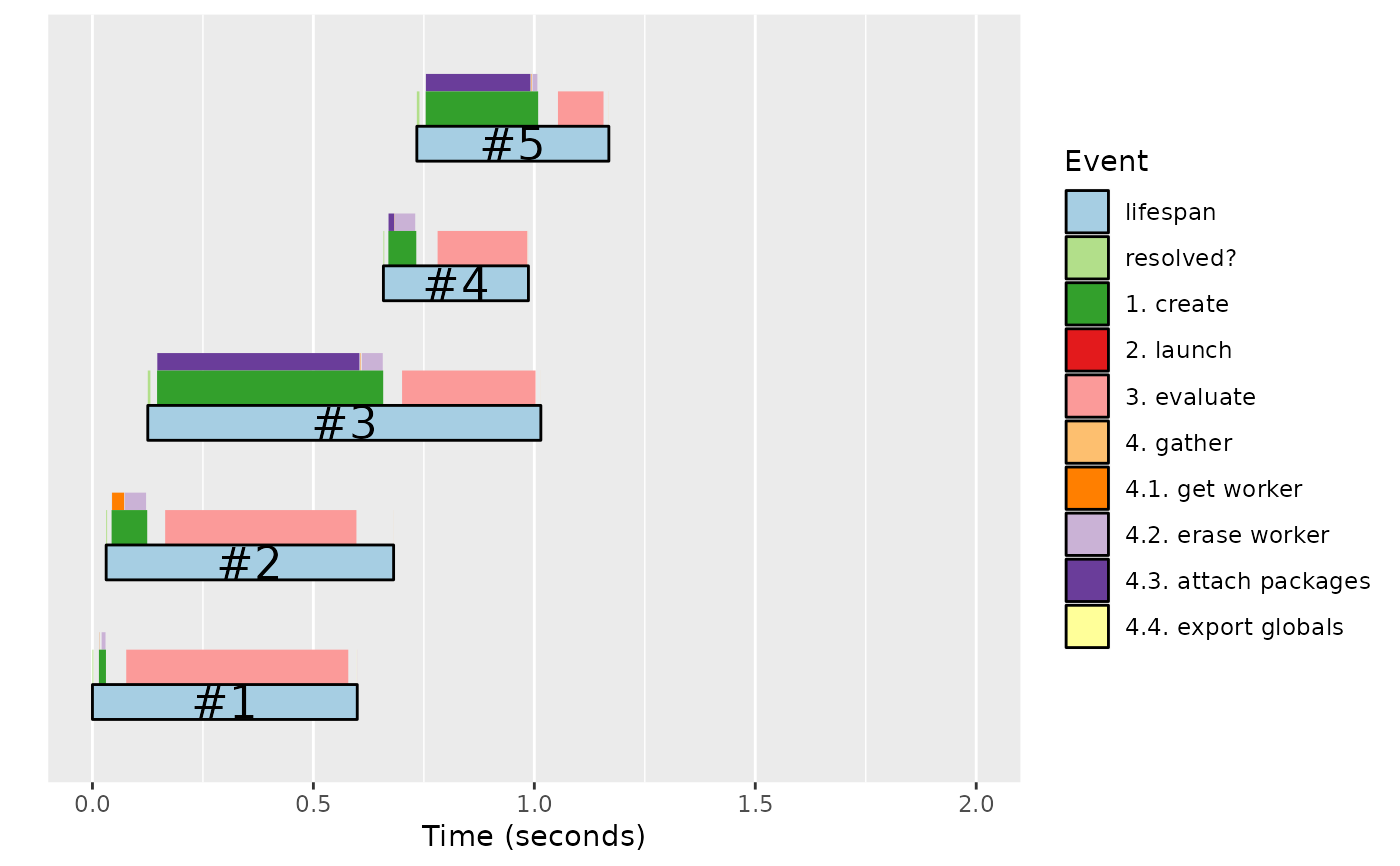 #5
#4
#3
#2
#1
0.0 0.5 1.0 1.5 2.0
Time (seconds)
Event
lifespan
resolved?
1. create
2. launch
3. evaluate
4. gather
4.1. get worker
4.2. erase worker
4.3. attach packages
4.4. export globals